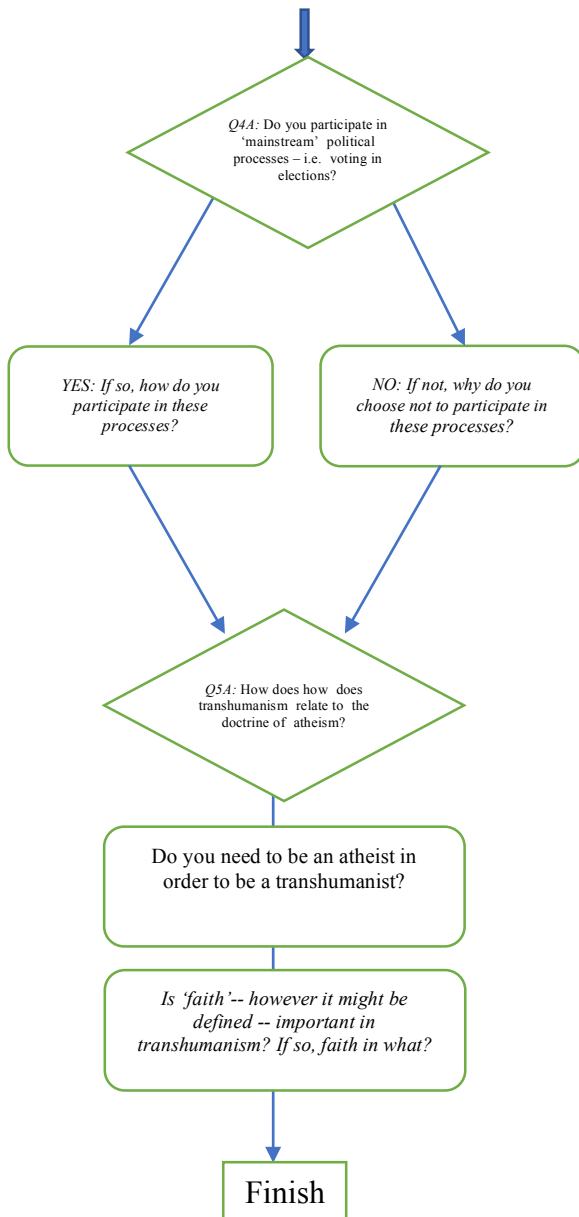 Q4A: Do you participate in
‘mainstream’ political
processes – i.e. voting in
elections?
YES: If so, how do you
participate in these
processes?
NO: If not, why do you
choose not to participate in
these processes?
Q5A: How does how does
transhumanism relate to the
doctrine of atheism?
Do you need to be an atheist in
order to be a transhumanist?
Is ‘faith’-- however it might be
defined -- important in
transhumanism? If so, faith in what?
Finish